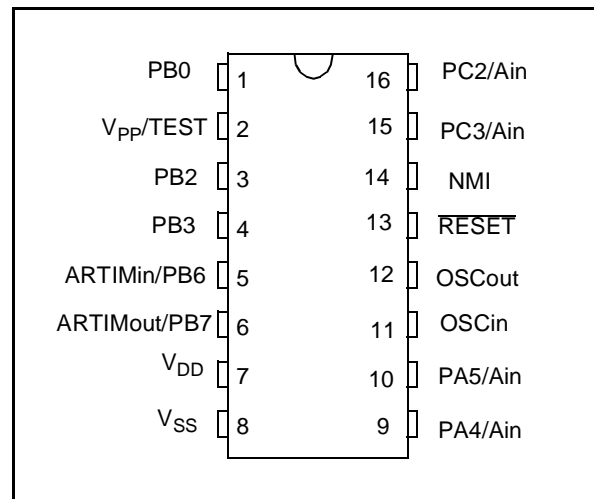 PB0 1 16 PC2/Ain
VPP/TEST 2 15 PC3/Ain
PB2 3 14 NMI
PB3 4 13 RESET
ARTIMin/PB6 5 12 OSCout
ARTIMout/PB7 6 11 OSCin
VDD 7 10 PA5/Ain
VSS 8 9 PA4/Ain